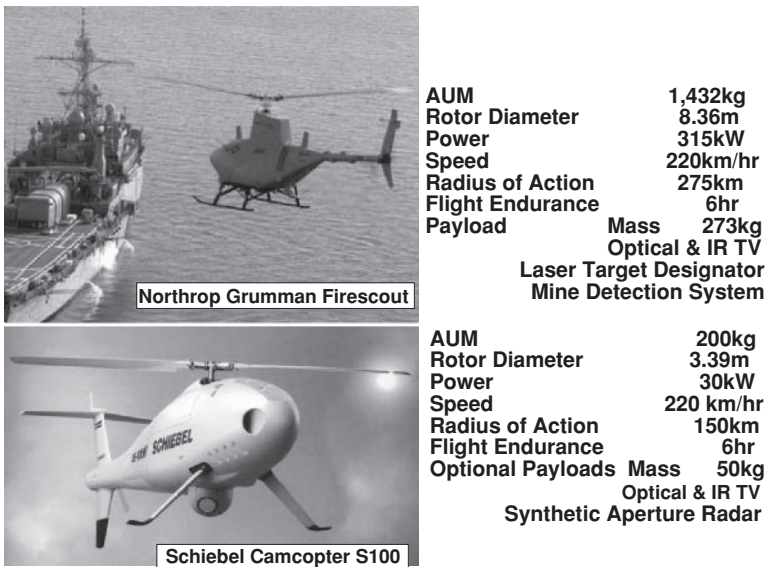 AUM 1,432kg
Rotor Diameter 8.36m
Power 315kW
Speed 220km/hr
Radius of Action 275km
Flight Endurance 6hr
Payload Mass 273kg
Optical & IR TV
Laser Target Designator
Mine Detection System
Northrop Grumman Firescout
AUM 200kg
Rotor Diameter 3.39m
Power 30kW
Speed 220 km/hr
Radius of Action 150km
Flight Endurance 6hr
Optional Payloads Mass 50kg
Optical & IR TV
Synthetic Aperture Radar
SCHIEBEL
Schiebel Camcopter S100